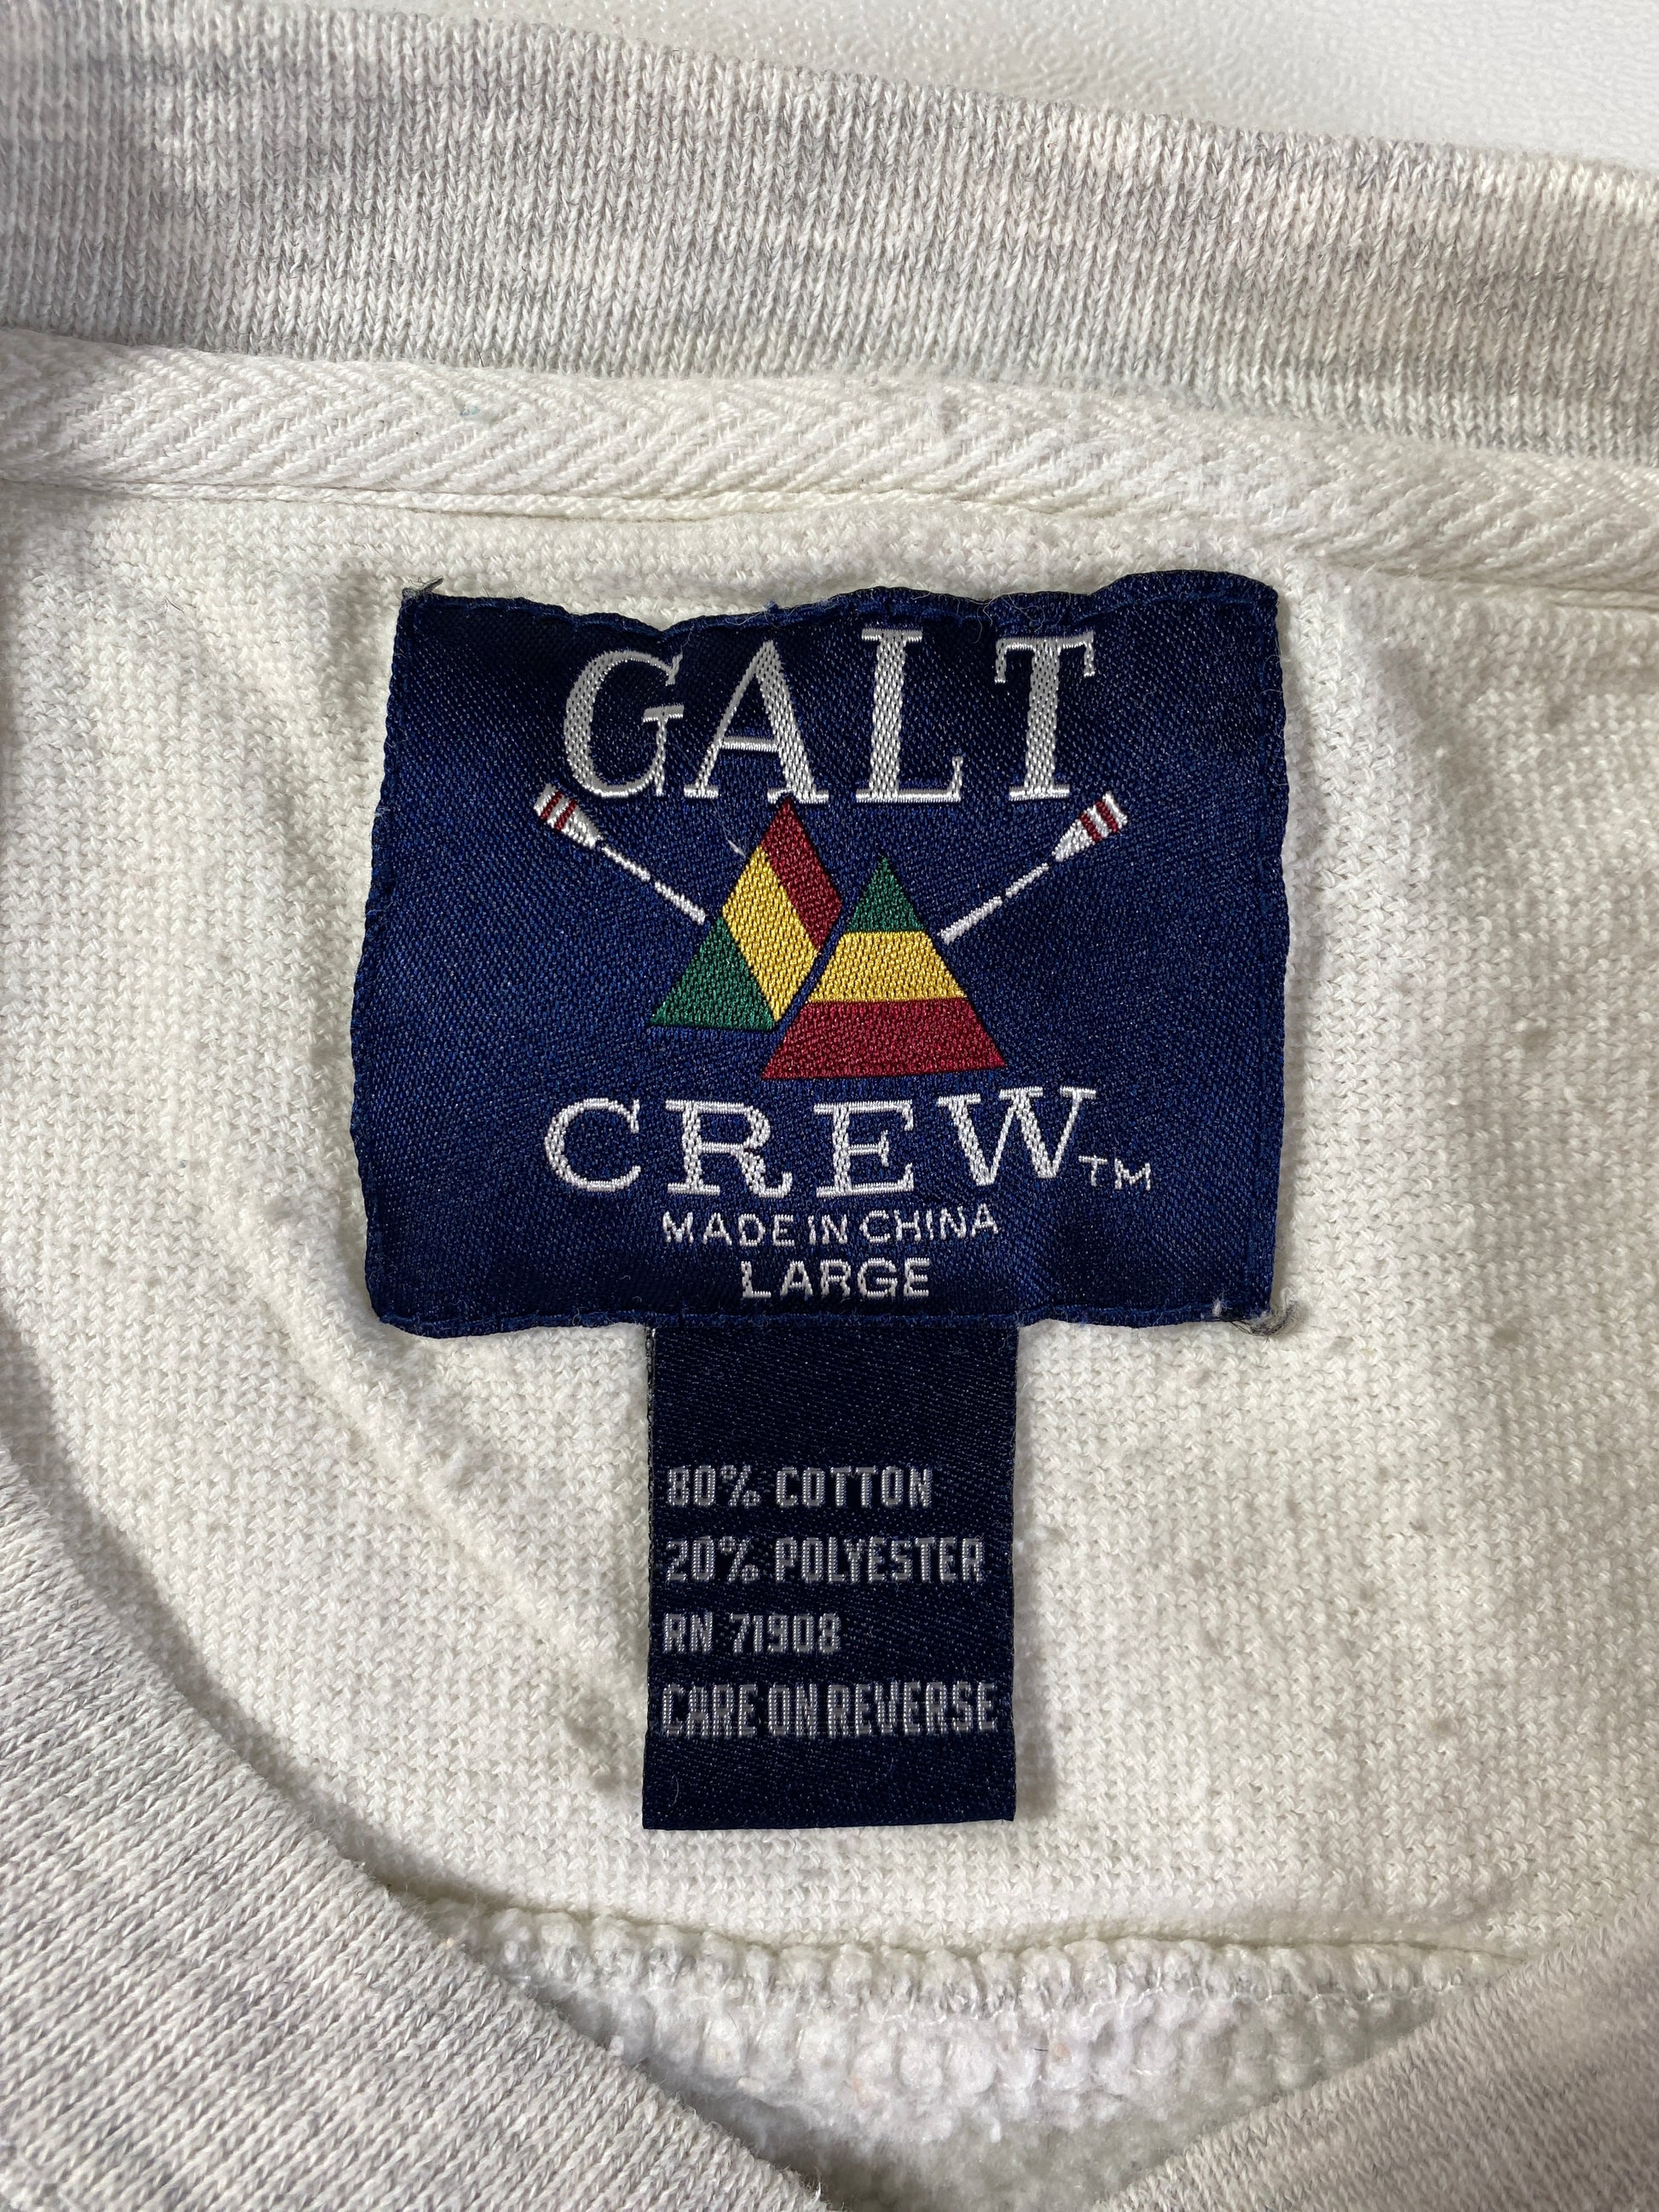 GALT
CREW™
MADE IN CHINA
LARGE
80% COTTON
20% POLYESTER
RN 71908
CARE ON REVERSE